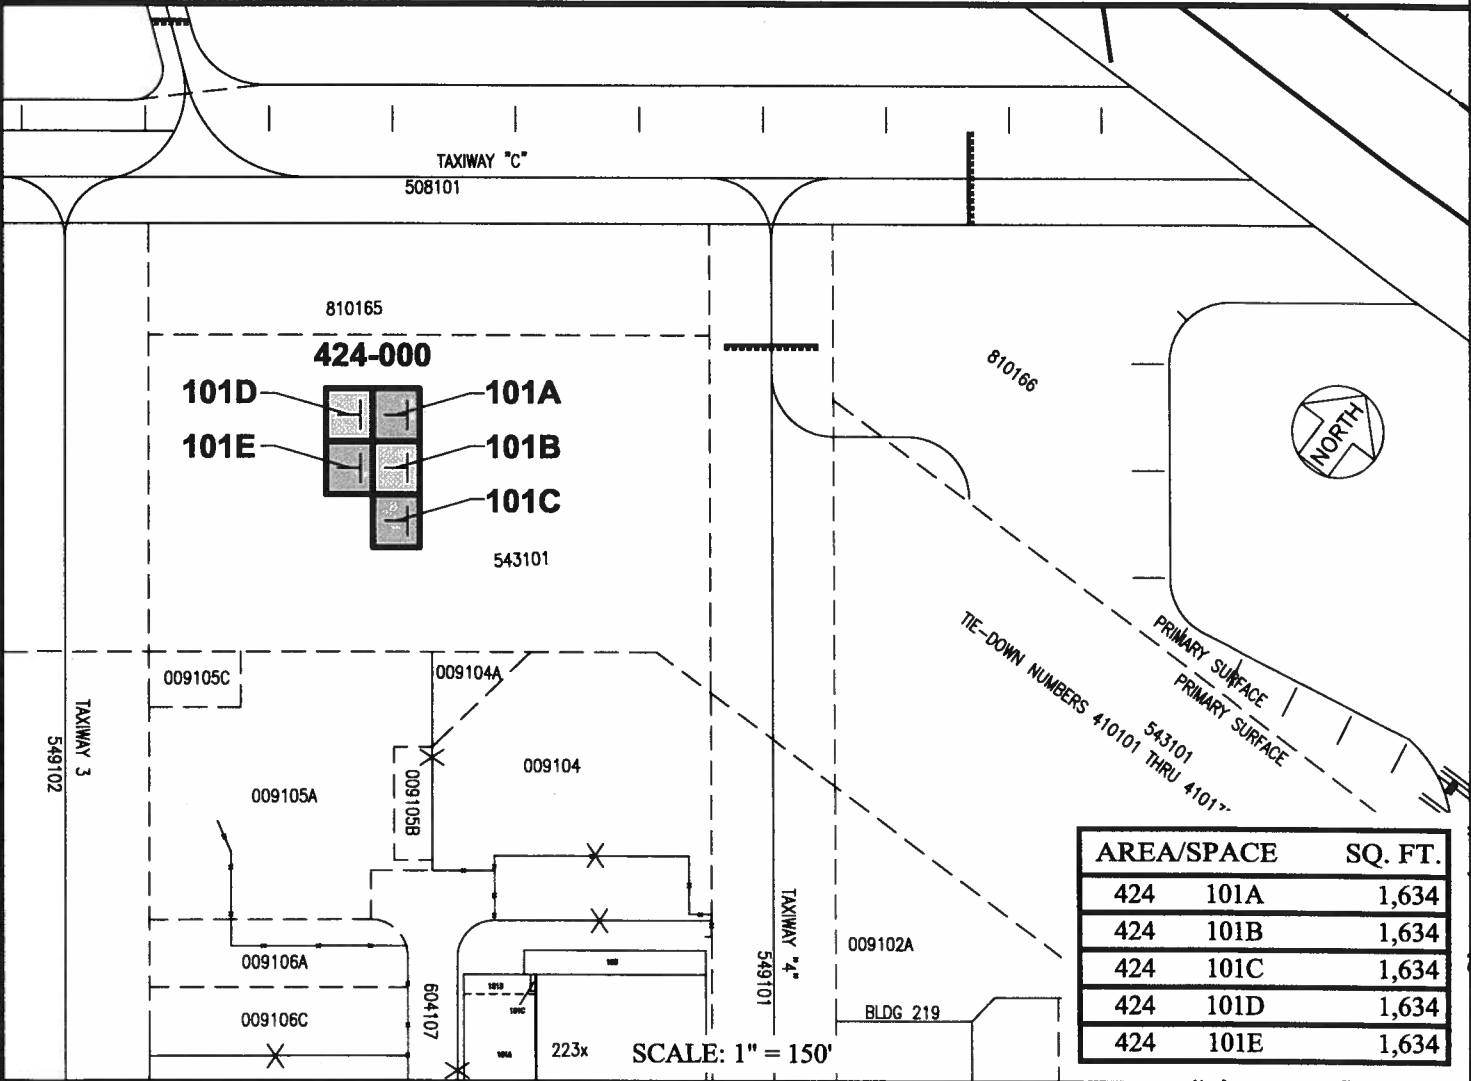 TAXIWAY "C"
508101
810165
424-000
101D
101A
101E
101B
101C
543101
810166
NORTH
PRIMARY SURFACE
PRIMARY SURFACE
TIE-DOWN NUMBERS 410101 THRU
543101
009105C
009104A
TAXIWAY 3
549102
009105A
009105B
009104
TAXIWAY "4"
549101
009102A
009106A
009106C
604107
BLDG 219
101A
223x
SCALE: 1" = 150'
AREA/SPACE SQ. FT.
424 101A 1,634
424 101B 1,634
424 101C 1,634
424 101D 1,634
424 101E 1,634